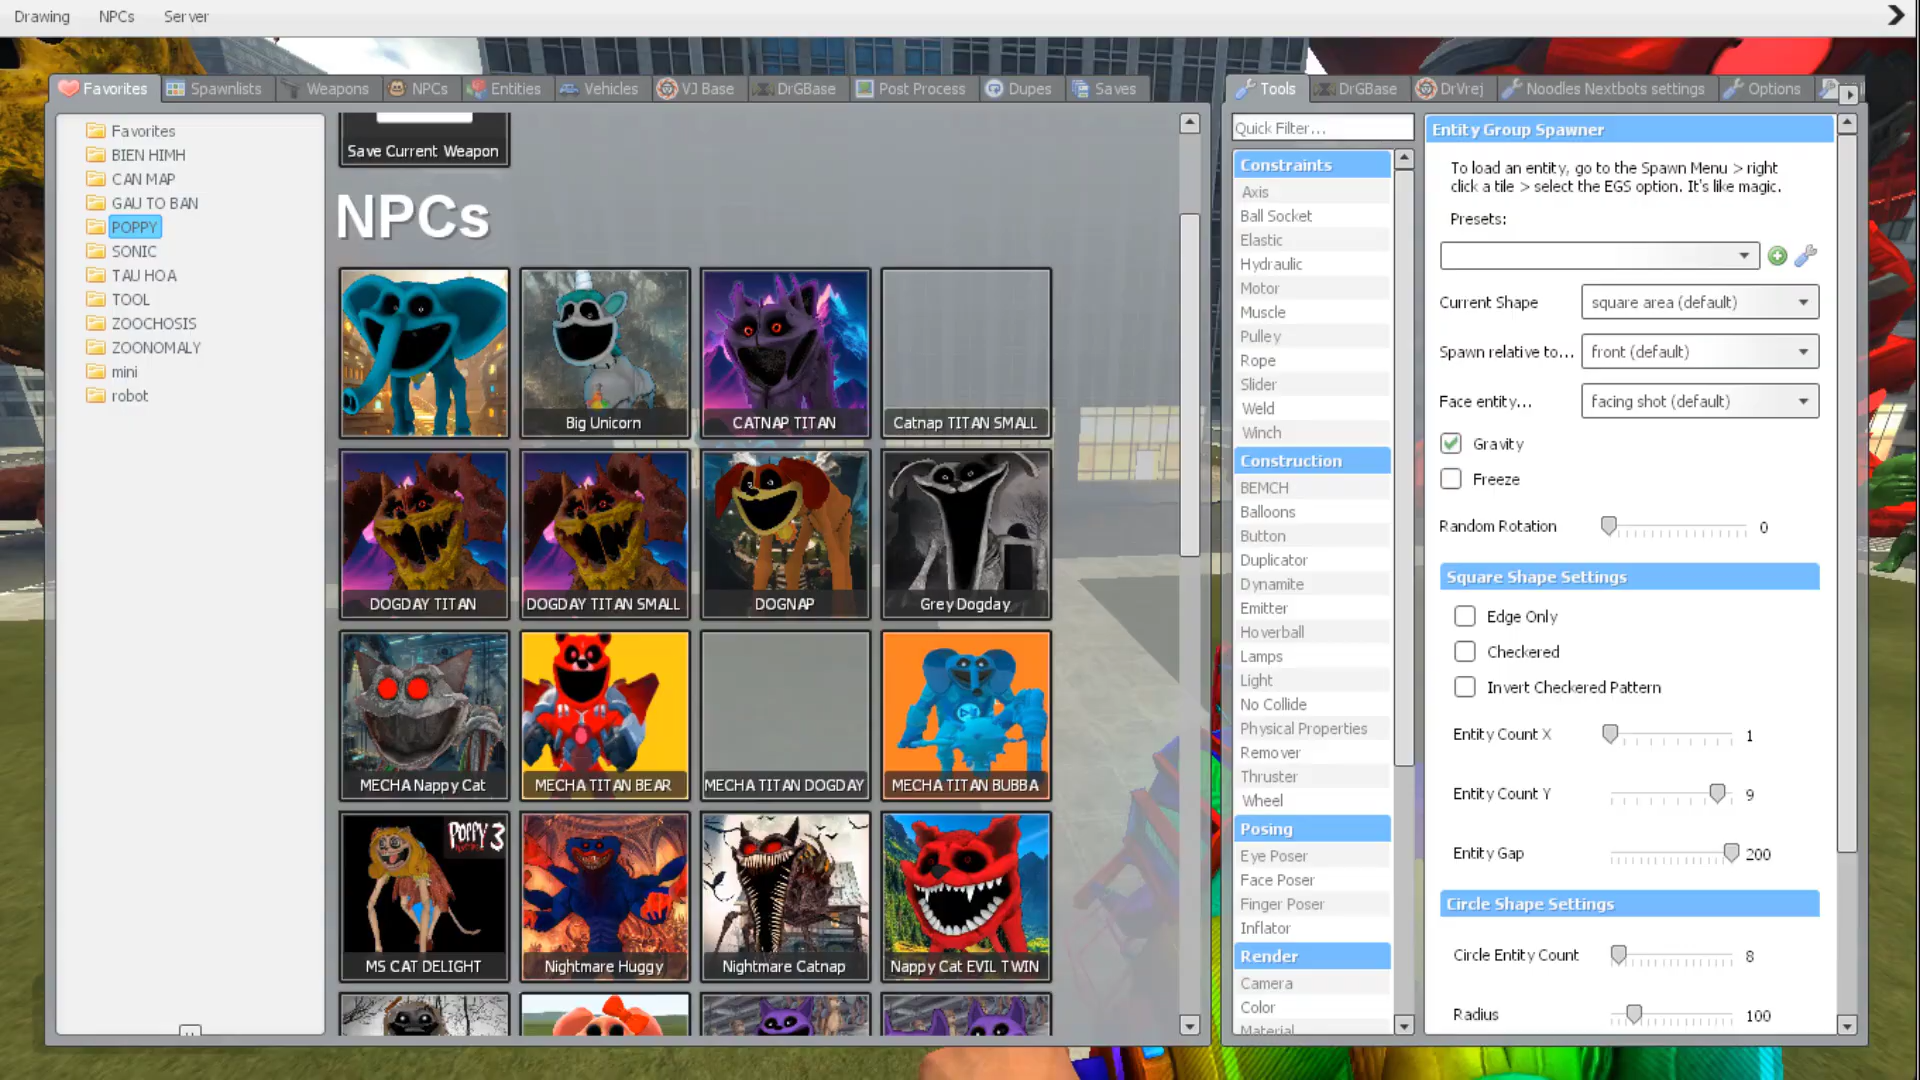 Drawing NPCs Server
Favorites Spawnlists Weapons NPCs Entities Vehicles VJ Base DrGBase Post Process Dupes Saves
Tools DrGBase DrVrej Noodles Nextbots settings Options
Favorites
BIEN HIMH
CAN MAP
GAU TO BAN
POPPY
SONIC
TAU HOA
TOOL
ZOOCHOSIS
ZOONOMALY
mini
robot
Save Current Weapon
NPCs
Big Unicorn
CATNAP TITAN
Catnap TITAN SMALL
DOGDAY TITAN
DOGDAY TITAN SMALL
DOGNAP
Grey Dogday
MECHA Nappy Cat
MECHA TITAN BEAR
MECHA TITAN DOGDAY
MECHA TITAN BUBBA
POPPY 3
MS CAT DELIGHT
Nightmare Huggy
Nightmare Catnap
Nappy Cat EVIL TWIN
Quick Filter...
Constraints
Axis
Ball Socket
Elastic
Hydraulic
Motor
Muscle
Pulley
Rope
Slider
Weld
Winch
Construction
BEMCH
Balloons
Button
Duplicator
Dynamite
Emitter
Hoverball
Lamps
Light
No Collide
Physical Properties
Remover
Thruster
Wheel
Posing
Eye Poser
Face Poser
Finger Poser
Inflator
Render
Camera
Color
Material
Entity Group Spawner
To load an entity, go to the Spawn Menu > right
click a tile > select the EGS option. It's like magic.
Presets:
Current Shape square area (default)
Spawn relative to... front (default)
Face entity... facing shot (default)
Gravity
Freeze
Random Rotation 0
Square Shape Settings
Edge Only
Checkered
Invert Checkered Pattern
Entity Count X 1
Entity Count Y 9
Entity Gap 200
Circle Shape Settings
Circle Entity Count 8
Radius 100